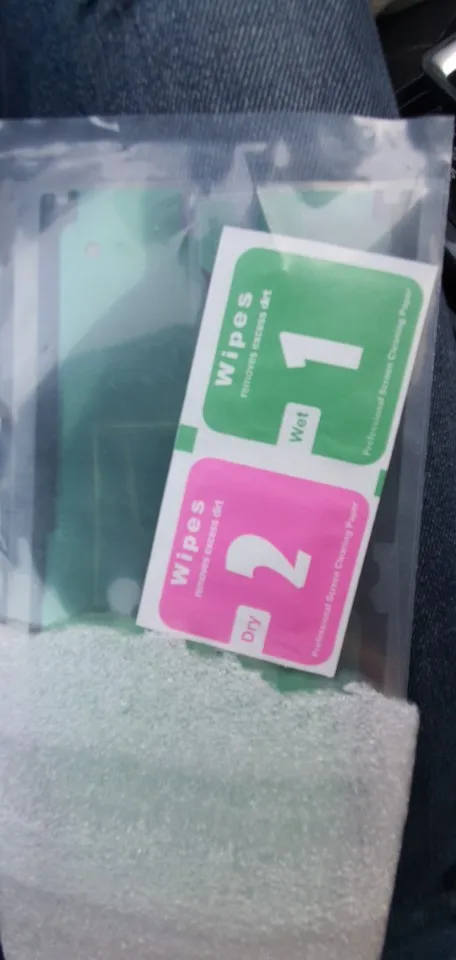 Wipes
removes excess dirt
1
Wet
Professional Screen Cleaning Paper
Wipes
removes excess dirt
2
Dry
Professional Screen Cleaning Paper